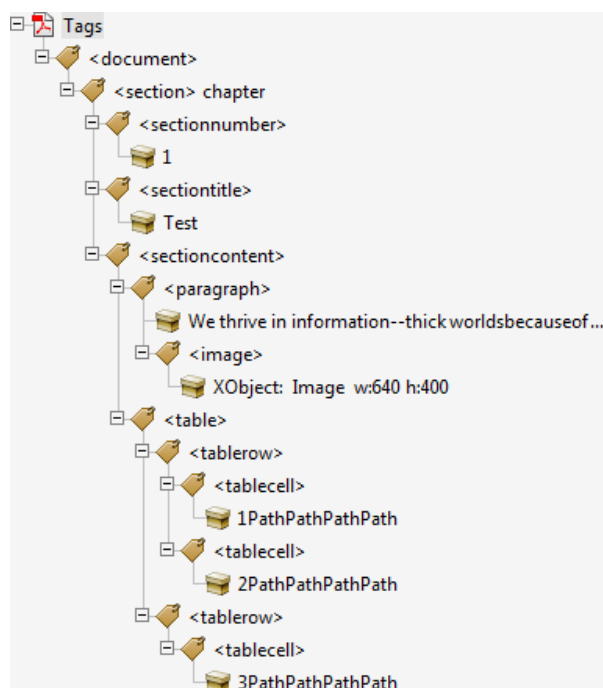 Tags
<document>
<section> chapter
<sectionnumber>
1
<sectiontitle>
Test
<sectioncontent>
<paragraph>
We thrive in information--thick worldsbecauseof...
<image>
XObject: Image w:640 h:400
<table>
<tablerow>
<tablecell>
1PathPathPathPath
<tablecell>
2PathPathPathPath
<tablerow>
<tablecell>
3PathPathPathPath